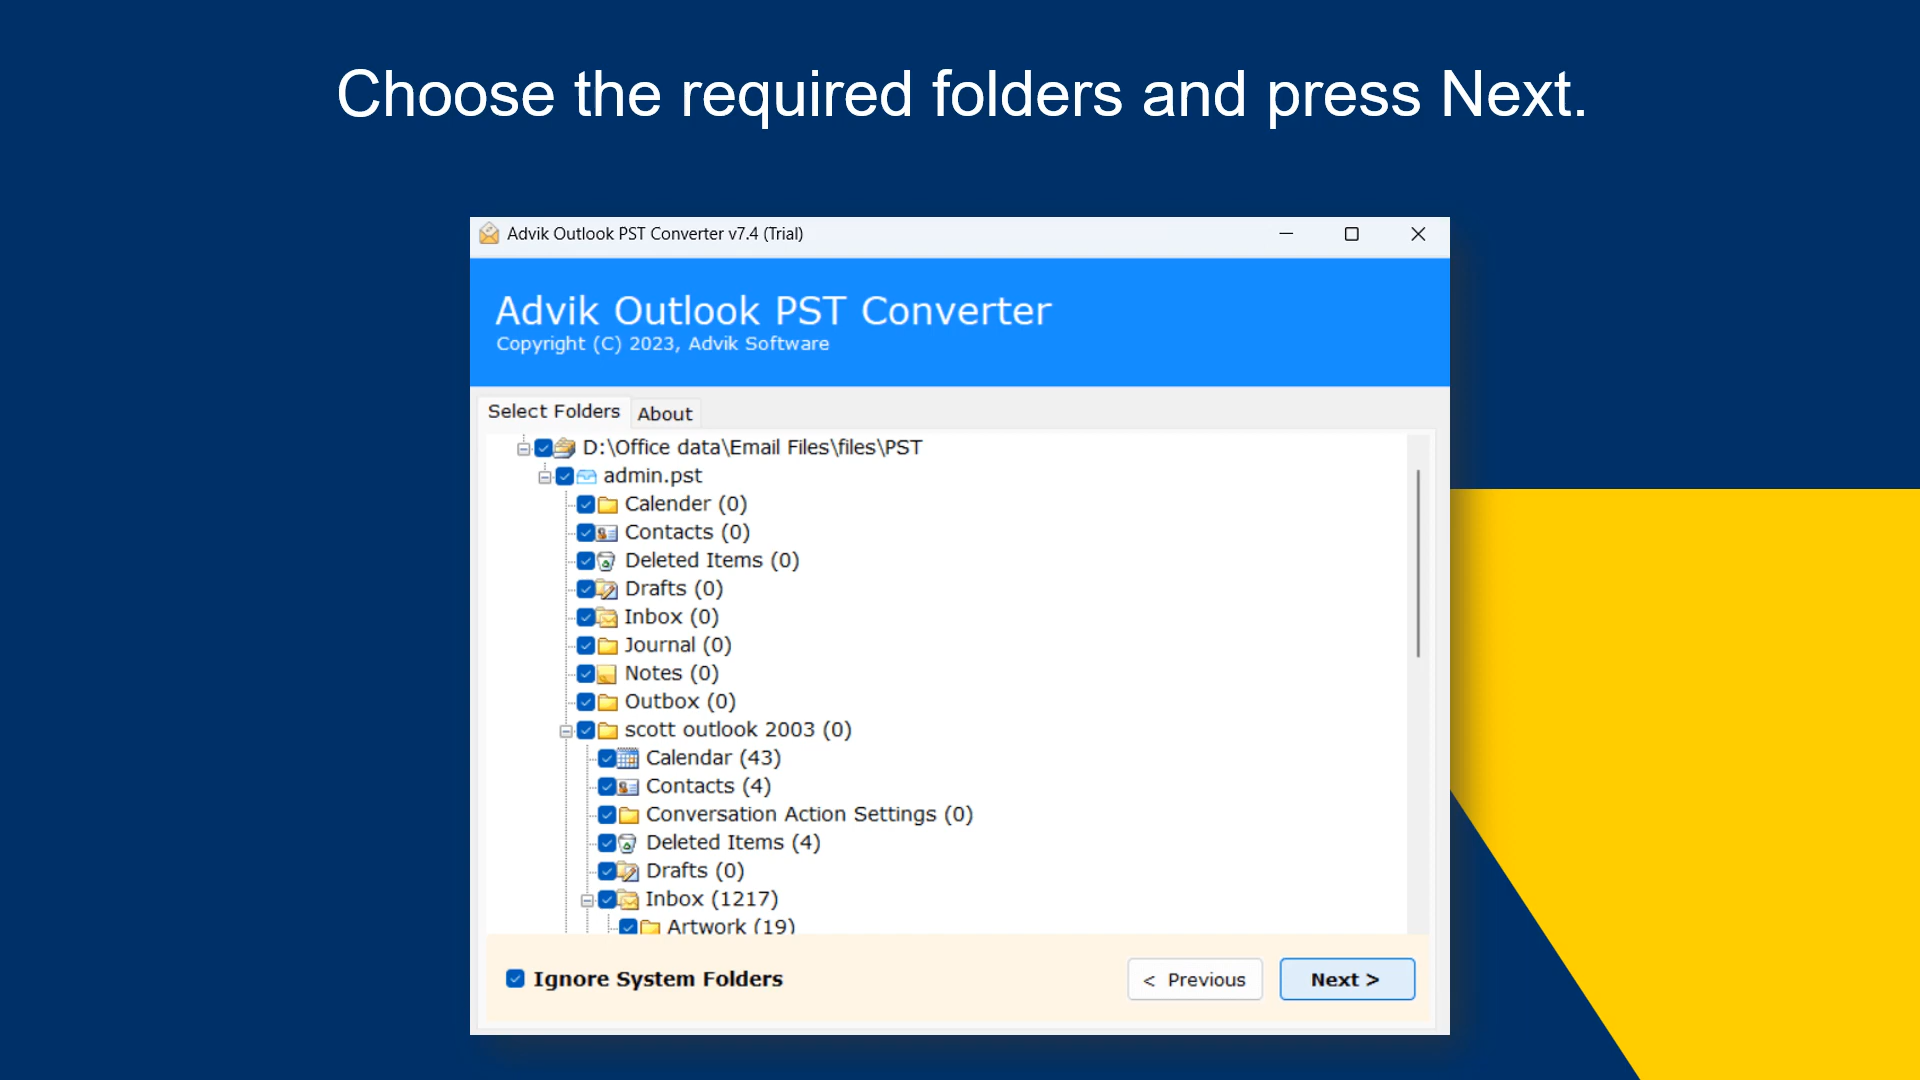 Choose the required folders and press Next.
Advik Outlook PST Converter v7.4 (Trial)
Advik Outlook PST Converter
Copyright (C) 2023, Advik Software
Select Folders
About
D:\Office data\Email Files\files\PST
admin.pst
Calender (0)
Contacts (0)
Deleted Items (0)
Drafts (0)
Inbox (0)
Journal (0)
Notes (0)
Outbox (0)
scott outlook 2003 (0)
Calendar (43)
Contacts (4)
Conversation Action Settings (0)
Deleted Items (4)
Drafts (0)
Inbox (1217)
Artwork (19)
Ignore System Folders
< Previous
Next >